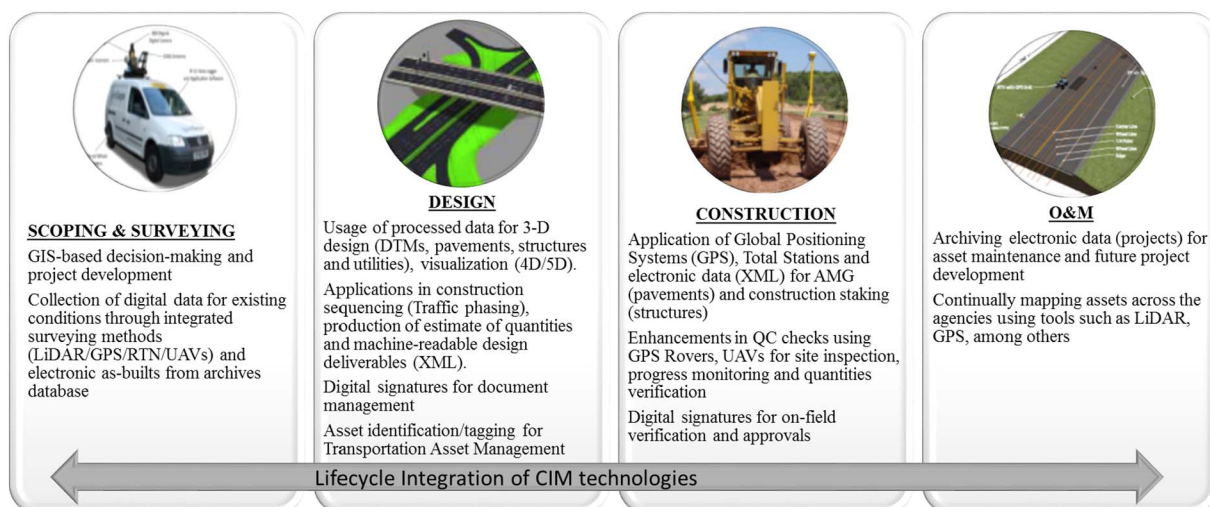 SCOPING & SURVEYING
GIS-based decision-making and
project development
Collection of digital data for existing
conditions through integrated
surveying methods
(LiDAR/GPS/RTN/UAVs) and
electronic as-builts from archives
database
DESIGN
Usage of processed data for 3-D
design (DTMs, pavements, structures
and utilities), visualization (4D/5D).
Applications in construction
sequencing (Traffic phasing),
production of estimate of quantities
and machine-readable design
deliverables (XML).
Digital signatures for document
management
Asset identification/tagging for
Transportation Asset Management
CONSTRUCTION
Application of Global Positioning
Systems (GPS), Total Stations and
electronic data (XML) for AMG
(pavements) and construction staking
(structures)
Enhancements in QC checks using
GPS Rovers, UAVs for site inspection,
progress monitoring and quantities
verification
Digital signatures for on-field
verification and approvals
O&M
Archiving electronic data (projects) for
asset maintenance and future project
development
Continually mapping assets across the
agencies using tools such as LiDAR,
GPS, among others
Lifecycle Integration of CIM technologies